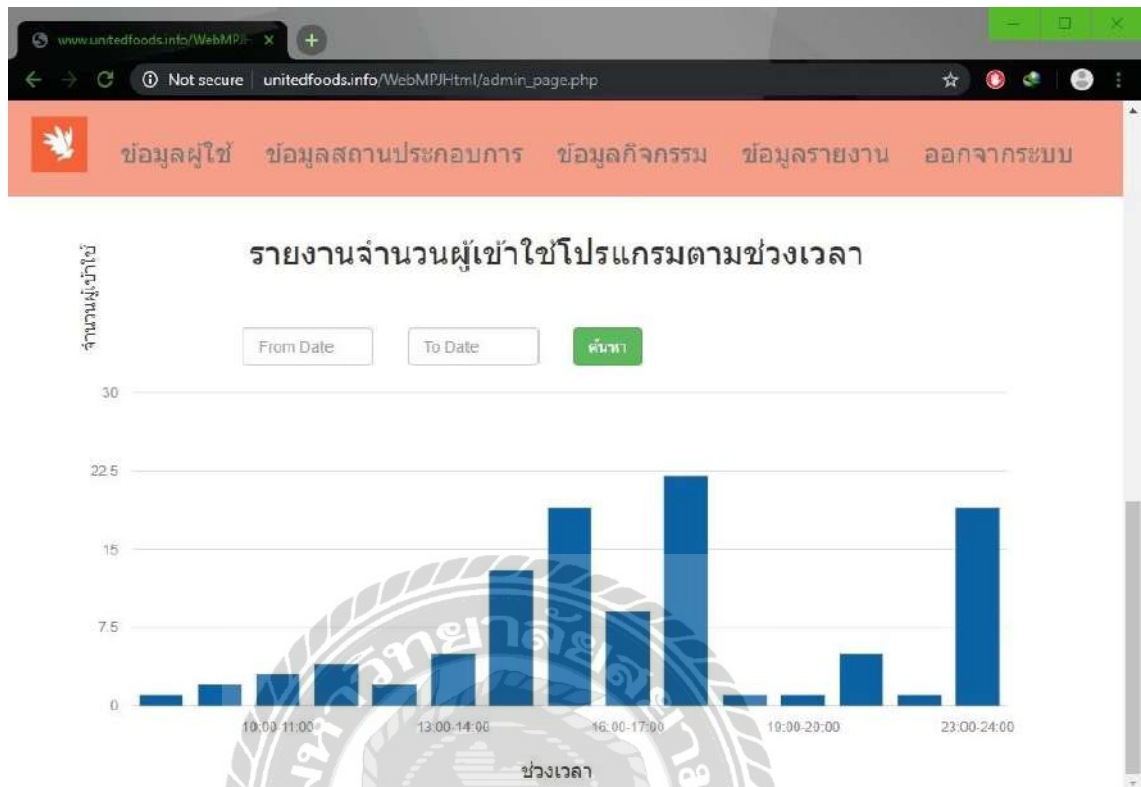 www.unitedfoods.info/WebMPJH
Not secure unitedfoods.info/WebMPJHtml/admin_page.php
ข้อมูลผู้ใช้ ข้อมูลสถานประกอบการ ข้อมูลกิจกรรม ข้อมูลรายงาน ออกจากระบบ
รายงานจำนวนผู้เข้าใช้โปรแกรมตามช่วงเวลา
จำนวนผู้เข้าใช้
From Date To Date ค้นหา
30
22.5
15
7.5
0
10:00-11:00 13:00-14:00 16:00-17:00 19:00-20:00 23:00-24:00
ช่วงเวลา